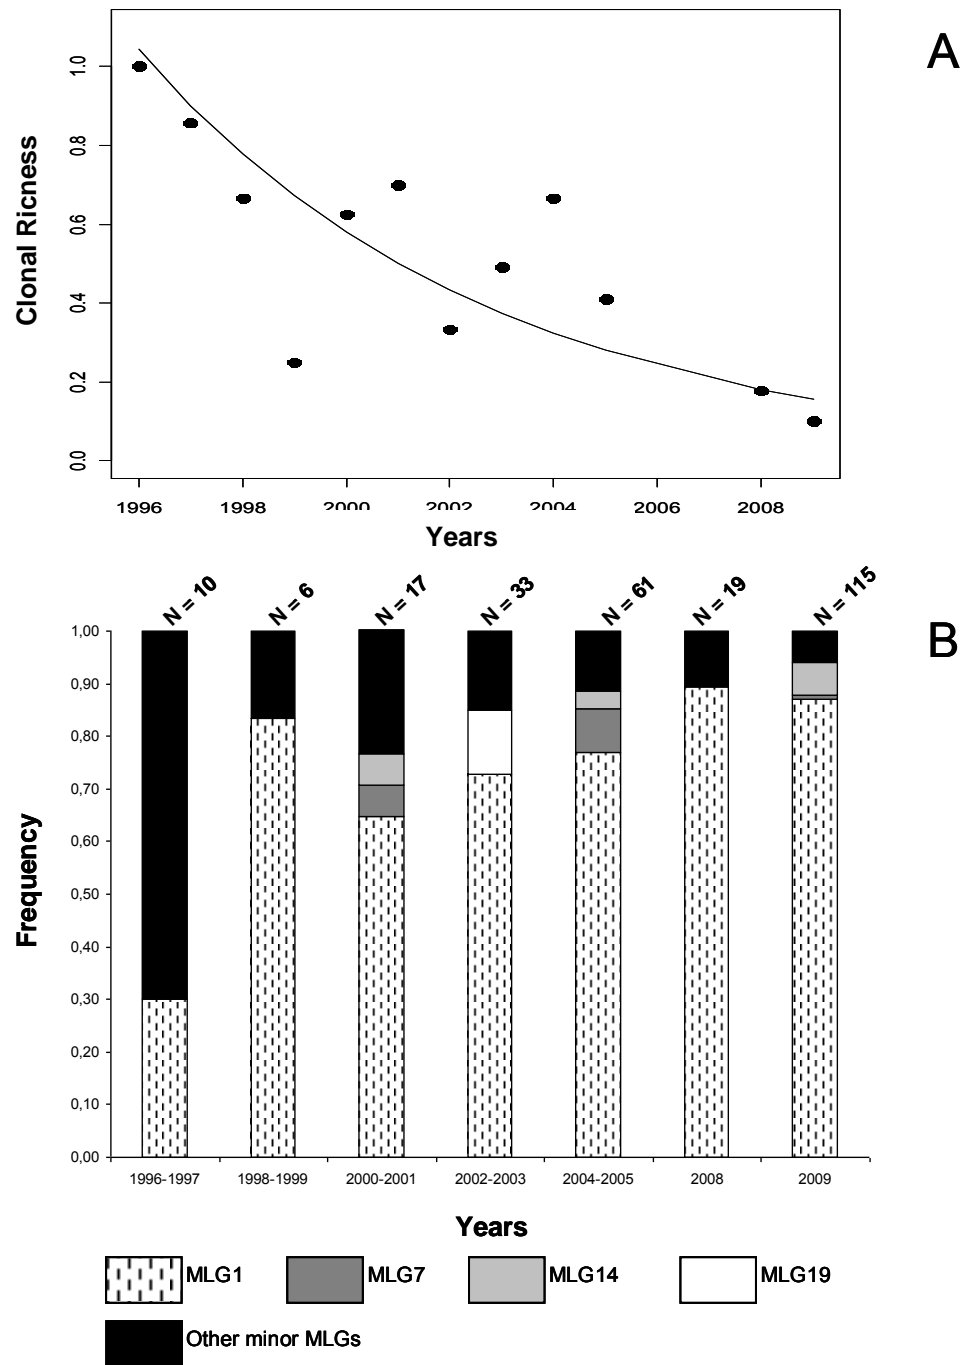 A
Clonal Ricness
1.0
0.8
0.6
0.4
0.2
0.0
1996 1998 2000 2002 2004 2006 2008
Years
B
N = 10 N = 6 N = 17 N = 33 N = 61 N = 19 N = 115
Frequency
1,00
0,90
0,80
0,70
0,60
0,50
0,40
0,30
0,20
0,10
0,00
1996-1997 1998-1999 2000-2001 2002-2003 2004-2005 2008 2009
Years
MLG1 MLG7 MLG14 MLG19
Other minor MLGs